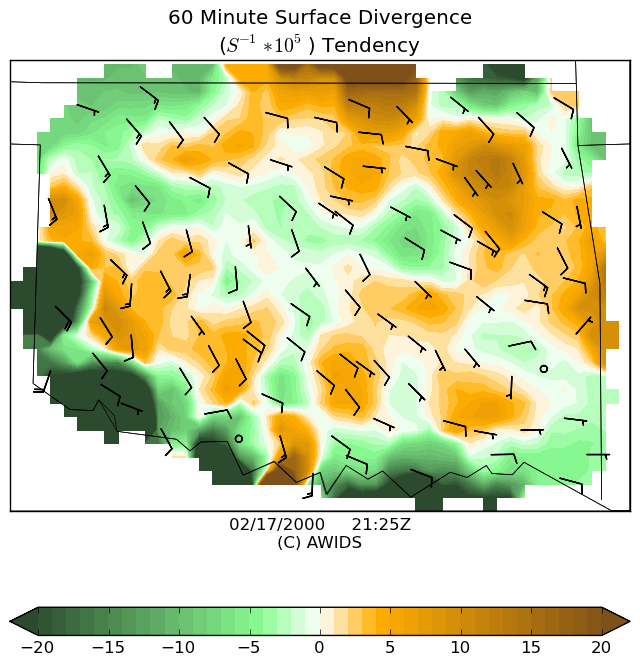 60 Minute Surface Divergence
(S⁻¹ *10⁵ ) Tendency
02/17/2000 21:25Z
(C) AWIDS
−20 −15 −10 −5 0 5 10 15 20